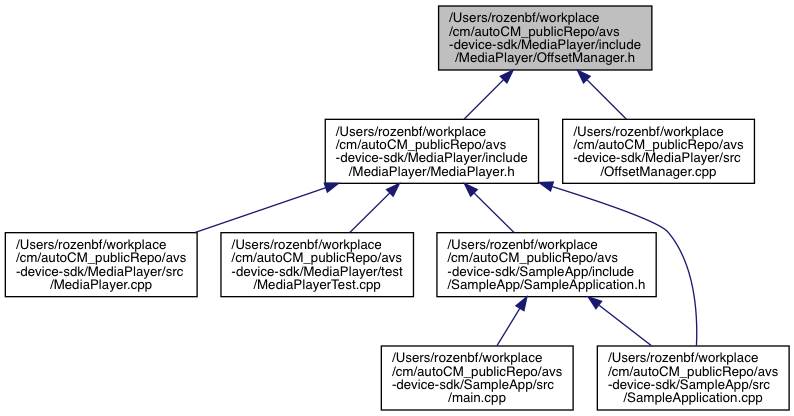 /Users/rozenbf/workplace
/cm/autoCM_publicRepo/avs
-device-sdk/MediaPlayer/include
/MediaPlayer/OffsetManager.h
/Users/rozenbf/workplace
/cm/autoCM_publicRepo/avs
-device-sdk/MediaPlayer/include
/MediaPlayer/MediaPlayer.h
/Users/rozenbf/workplace
/cm/autoCM_publicRepo/avs
-device-sdk/MediaPlayer/src
/OffsetManager.cpp
/Users/rozenbf/workplace
/cm/autoCM_publicRepo/avs
-device-sdk/MediaPlayer/src
/MediaPlayer.cpp
/Users/rozenbf/workplace
/cm/autoCM_publicRepo/avs
-device-sdk/MediaPlayer/test
/MediaPlayerTest.cpp
/Users/rozenbf/workplace
/cm/autoCM_publicRepo/avs
-device-sdk/SampleApp/include
/SampleApp/SampleApplication.h
/Users/rozenbf/workplace
/cm/autoCM_publicRepo/avs
-device-sdk/SampleApp/src
/main.cpp
/Users/rozenbf/workplace
/cm/autoCM_publicRepo/avs
-device-sdk/SampleApp/src
/SampleApplication.cpp